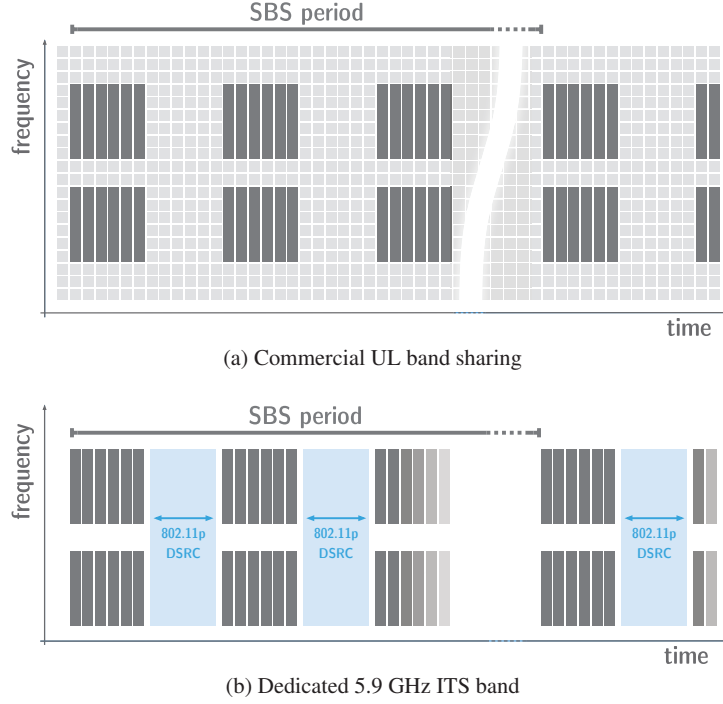 SBS period
frequency
time
(a) Commercial UL band sharing
SBS period
frequency
802.11p
DSRC
802.11p
DSRC
802.11p
DSRC
time
(b) Dedicated 5.9 GHz ITS band